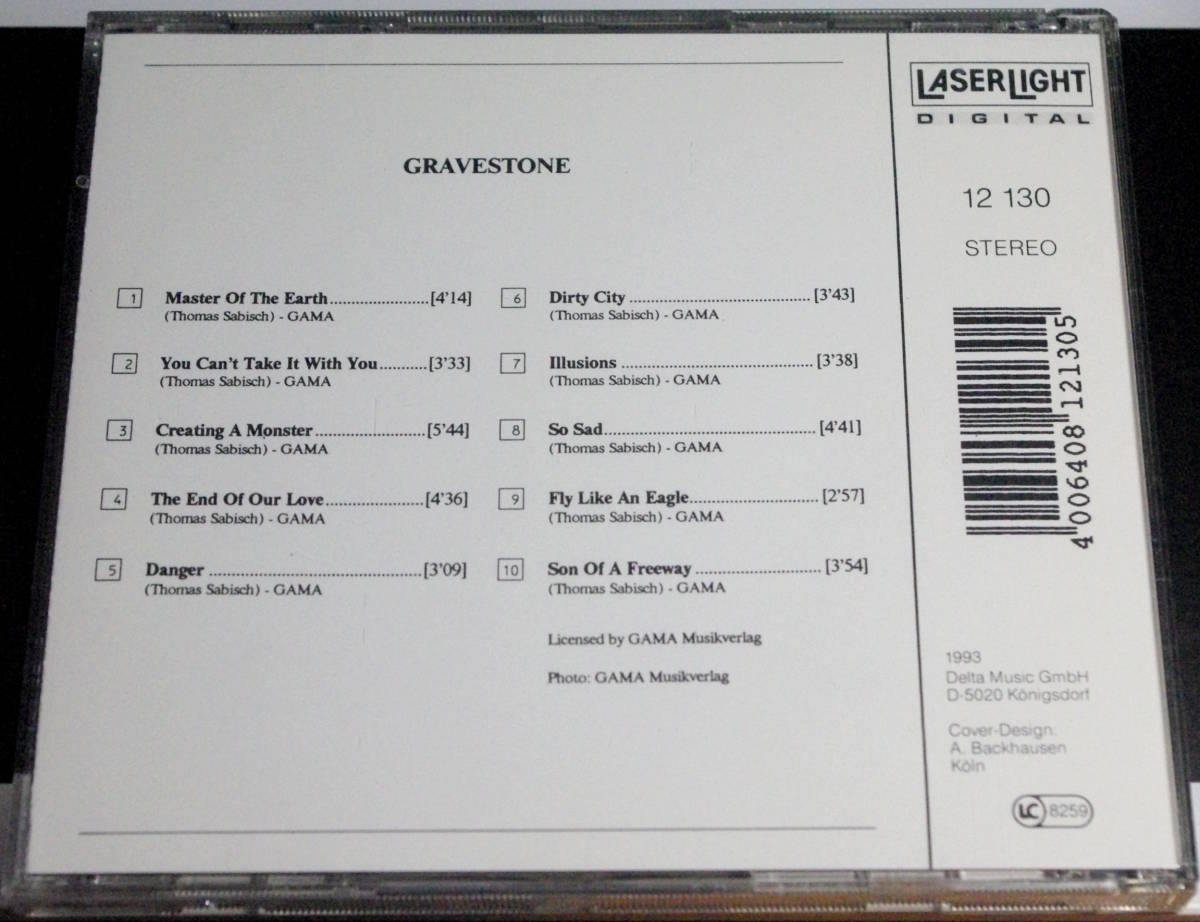 GRAVESTONE
1 Master Of The Earth.......................[4'14]
(Thomas Sabisch) - GAMA
2 You Can't Take It With You...........[3'33]
(Thomas Sabisch) - GAMA
3 Creating A Monster..........................[5'44]
(Thomas Sabisch) - GAMA
4 The End Of Our Love.......................[4'36]
(Thomas Sabisch) - GAMA
5 Danger ..................................................[3'09]
(Thomas Sabisch) - GAMA
6 Dirty City .......................................... [3'43]
(Thomas Sabisch) - GAMA
7 Illusions ............................................. [3'38]
(Thomas Sabisch) - GAMA
8 So Sad.................................................. [4'41]
(Thomas Sabisch) - GAMA
9 Fly Like An Eagle.............................. [2'57]
(Thomas Sabisch) - GAMA
10 Son Of A Freeway ............................. [3'54]
(Thomas Sabisch) - GAMA
Licensed by GAMA Musikverlag
Photo: GAMA Musikverlag
LASERLIGHT
DIGITAL
12 130
STEREO
4 006408 121305
1993
Delta Music GmbH
D-5020 Königsdorf
Cover-Design:
A. Backhausen
Köln
LC 8259